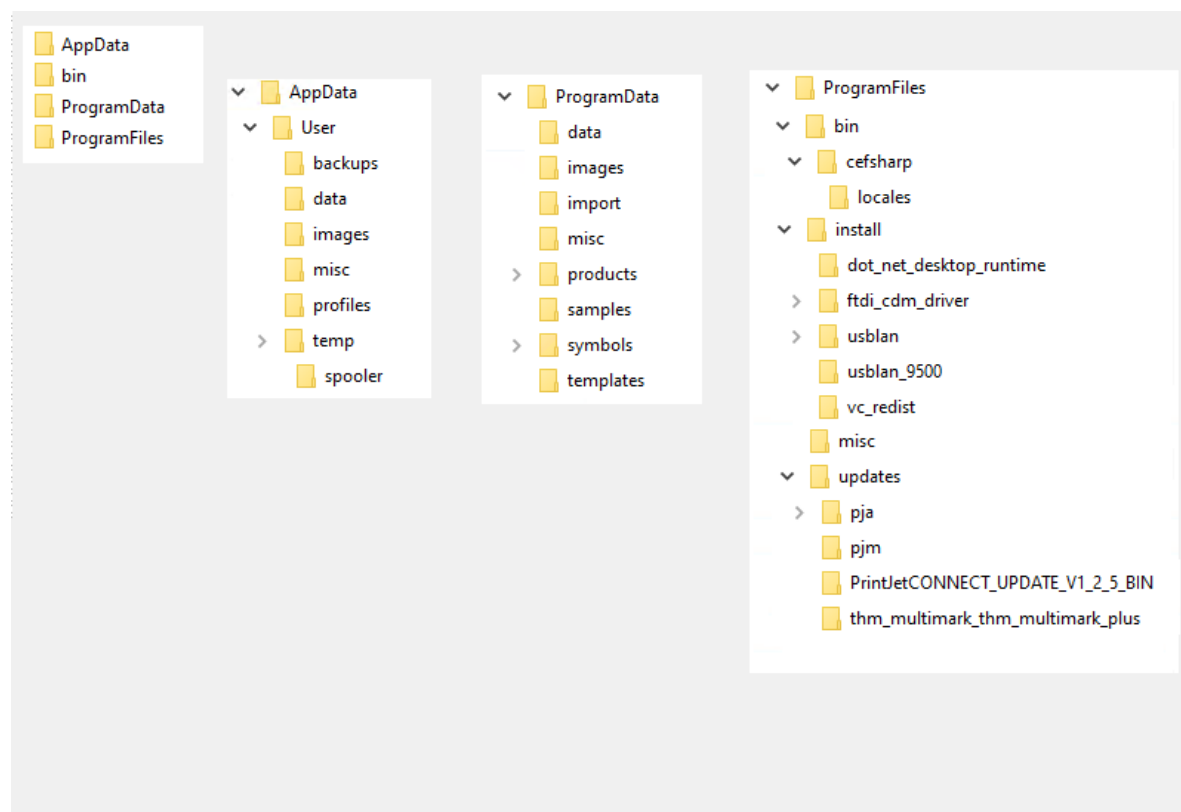 AppData
bin
ProgramData
ProgramFiles
AppData
User
backups
data
images
misc
profiles
temp
spooler
ProgramData
data
images
import
misc
products
samples
symbols
templates
ProgramFiles
bin
cefsharp
locales
install
dot_net_desktop_runtime
ftdi_cdm_driver
usblan
usblan_9500
vc_redist
misc
updates
pja
pjm
PrintJetCONNECT_UPDATE_V1_2_5_BIN
thm_multimark_thm_multimark_plus